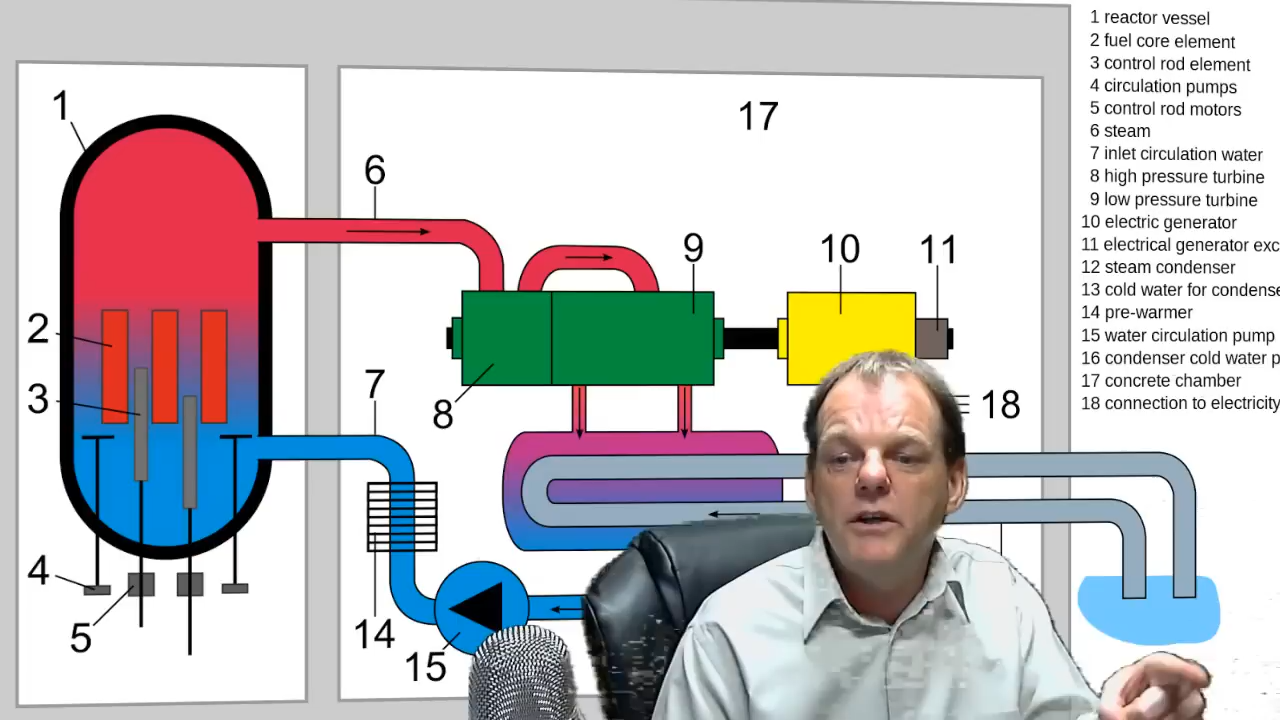 1 reactor vessel
2 fuel core element
3 control rod element
4 circulation pumps
5 control rod motors
6 steam
7 inlet circulation water
8 high pressure turbine
9 low pressure turbine
10 electric generator
11 electrical generator exc
12 steam condenser
13 cold water for condense
14 pre-warmer
15 water circulation pump
16 condenser cold water p
17 concrete chamber
18 connection to electricity
1
17
6
9
10
11
2
3
7
8
18
4
5
14
15